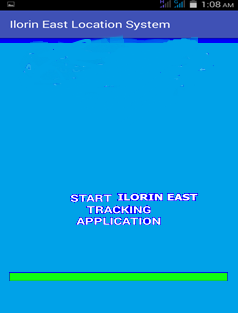 1:08 AM
Ilorin East Location System
START ILORIN EAST
TRACKING
APPLICATION